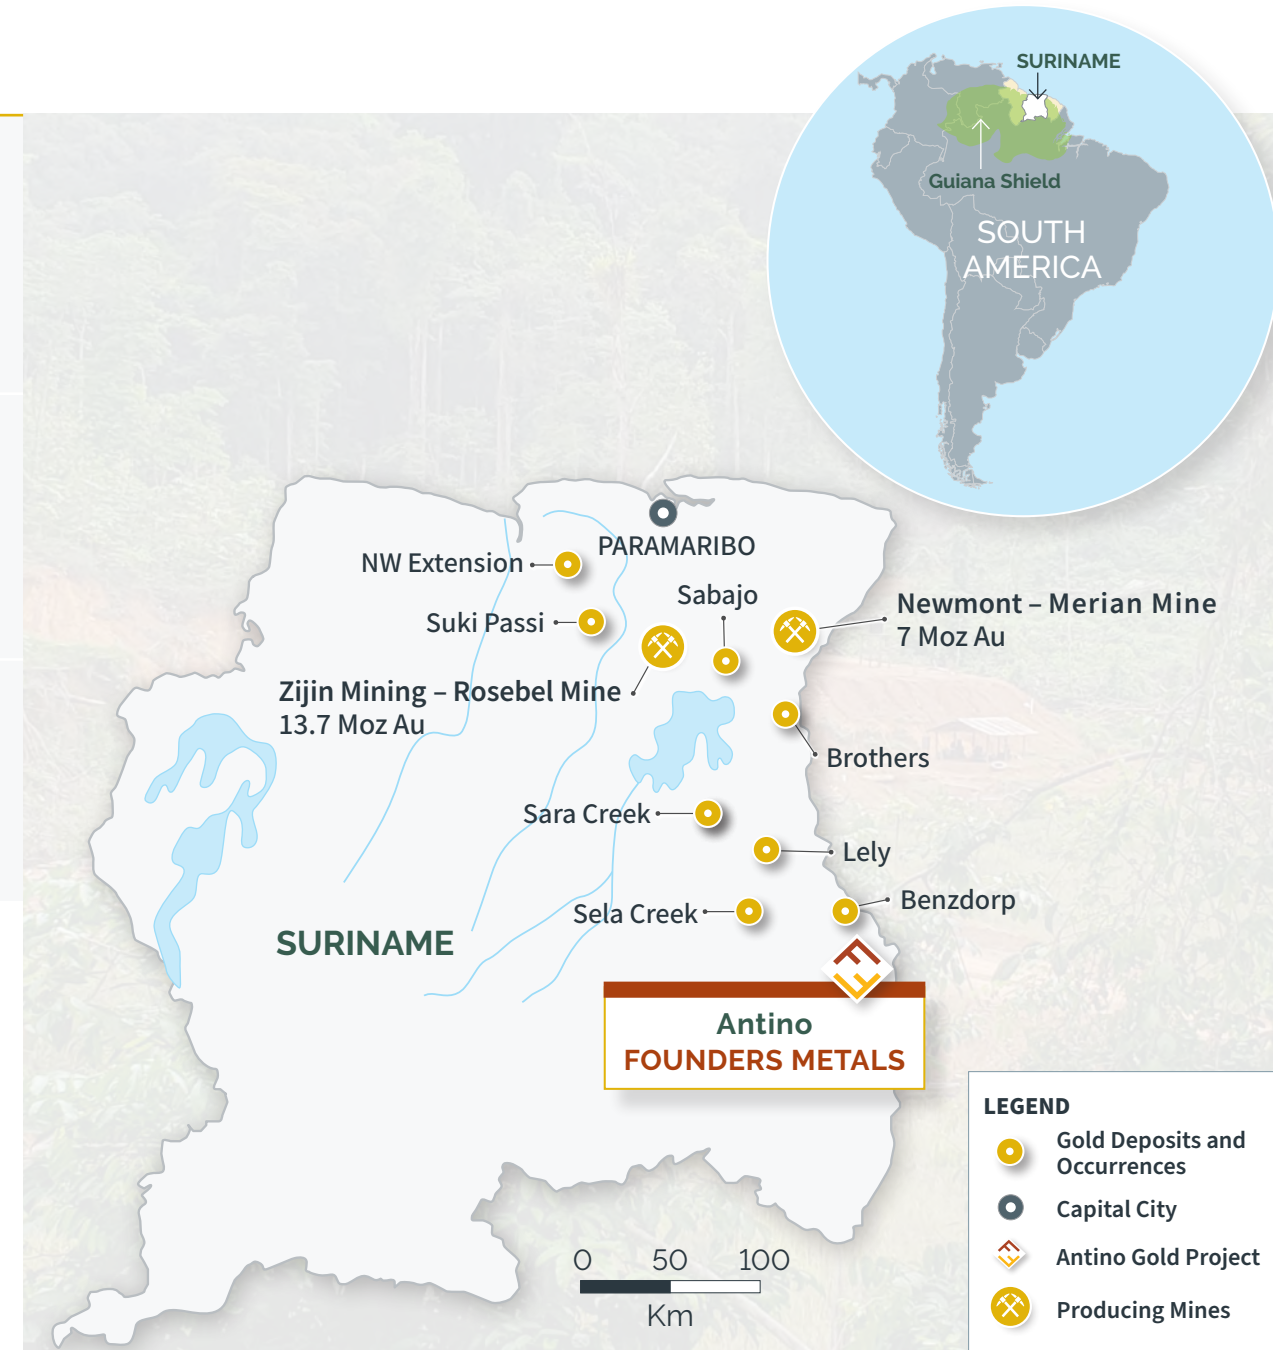 SURINAME
Guiana Shield
SOUTH
AMERICA
PARAMARIBO
NW Extension
Sabajo
Suki Passi
Newmont – Merian Mine
7 Moz Au
Zijin Mining – Rosebel Mine
13.7 Moz Au
Brothers
Sara Creek
Lely
Benzdorp
Sela Creek
SURINAME
Antino
FOUNDERS METALS
LEGEND
Gold Deposits and
Occurrences
Capital City
Antino Gold Project
Producing Mines
0 50 100
Km